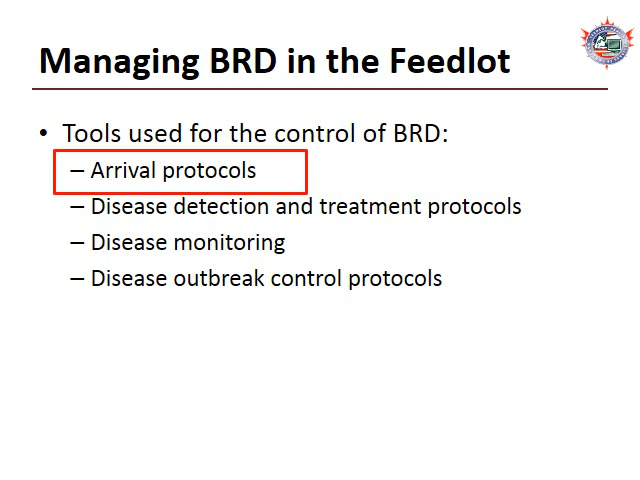 Managing BRD in the Feedlot
• Tools used for the control of BRD:
– Arrival protocols
– Disease detection and treatment protocols
– Disease monitoring
– Disease outbreak control protocols